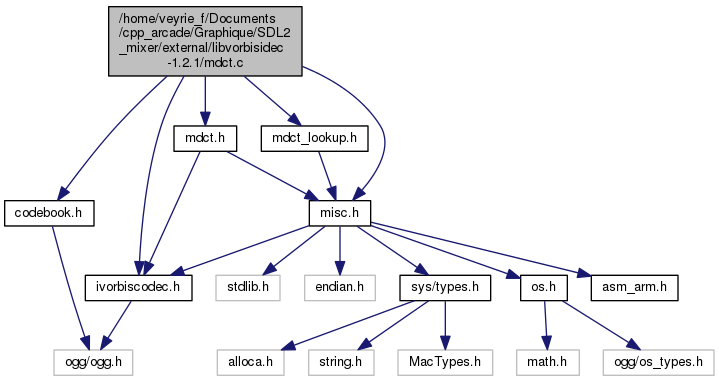 /home/veyrie_f/Documents
/cpp_arcade/Graphique/SDL2
_mixer/external/libvorbisidec
-1.2.1/mdct.c
mdct.h
mdct_lookup.h
codebook.h
misc.h
ivorbiscodec.h
stdlib.h
endian.h
sys/types.h
os.h
asm_arm.h
ogg/ogg.h
alloca.h
string.h
MacTypes.h
math.h
ogg/os_types.h